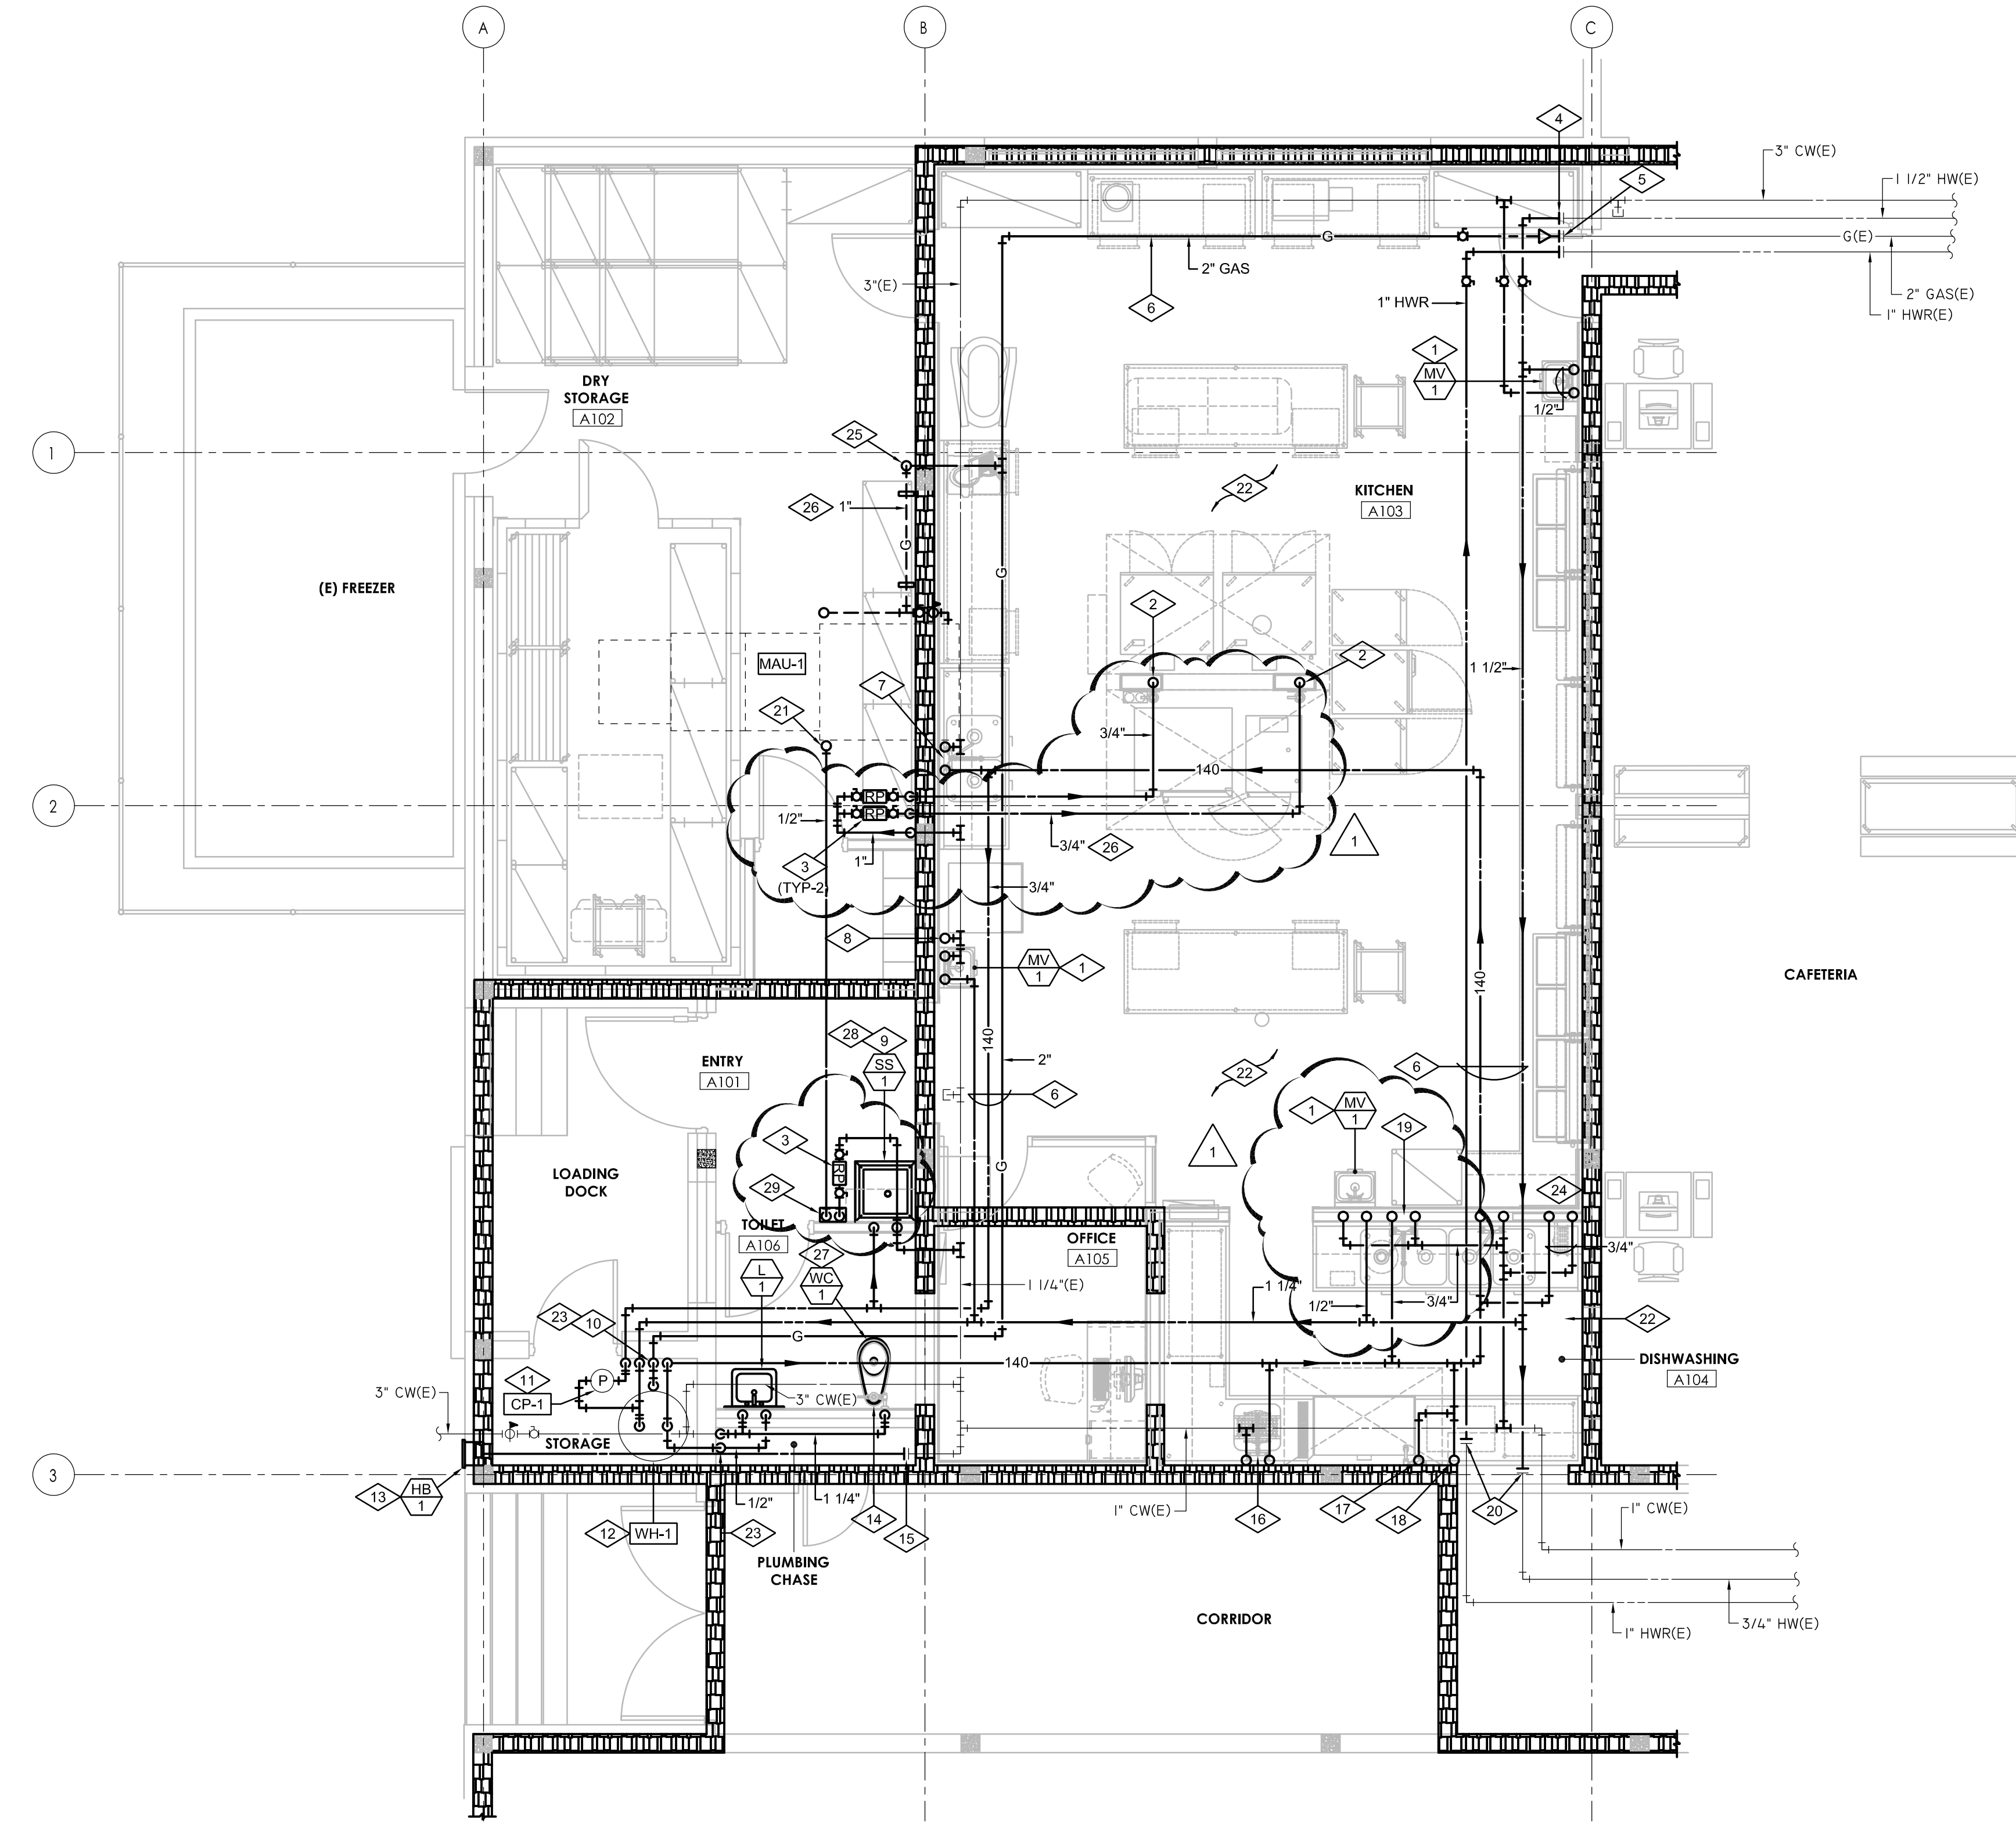 A
B
C
4
3" CW(E)
5
1 1/2" HW(E)
G
G(E)
2" GAS
3"(E)
6
1" HWR
2" GAS(E)
1" HWR(E)
1
MV
1
1/2"
DRY
STORAGE
A102
25
1
22
KITCHEN
A103
26
1"
G
G
(E) FREEZER
2
2
1 1/2"
MAU-1
7
21
3/4"
140
RP
2
RP
1/2"
3
(TYP-2)
1"
3/4"
26
1
3/4"
8
MV
1
1
CAFETERIA
140
140
28
9
SS
1
ENTRY
A101
2"
22
6
6
1
MV
1
19
3
RP
1
G
LOADING
DOCK
29
24
TOILET
A106
27
L
1
WC
1
OFFICE
A105
3/4"
1 1/4"(E)
1 1/4"
1/2"
3/4"
23
10
G
22
140
DISHWASHING
A104
11
P
CP-1
3" CW(E)
3" CW(E)
STORAGE
3
13
HB
1
1/2"
1 1/4"
14
15
1" CW(E)
16
17
18
20
1" CW(E)
12
WH-1
23
PLUMBING
CHASE
CORRIDOR
3/4" HW(E)
1" HWR(E)